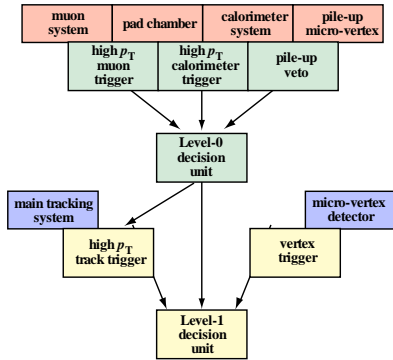 muon
system
pad chamber
calorimeter
system
pile-up
micro-vertex
high pT
muon
trigger
high pT
calorimeter
trigger
pile-up
veto
Level-0
decision
unit
main tracking
system
micro-vertex
detector
high pT
track trigger
vertex
trigger
Level-1
decision
unit